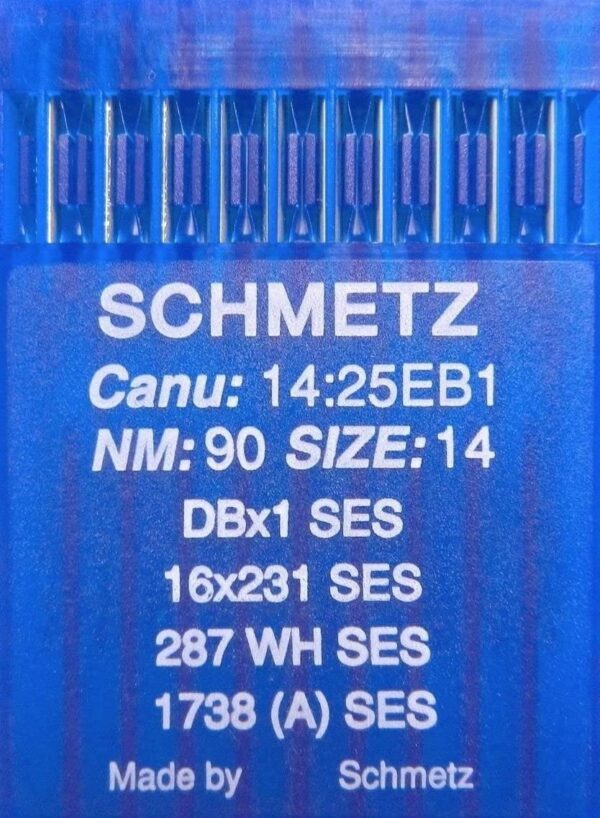 SCHMETZ
Canu: 14:25EB1
NM: 90 SIZE: 14
DBx1 SES
16x231 SES
287 WH SES
1738 (A) SES
Made by Schmetz